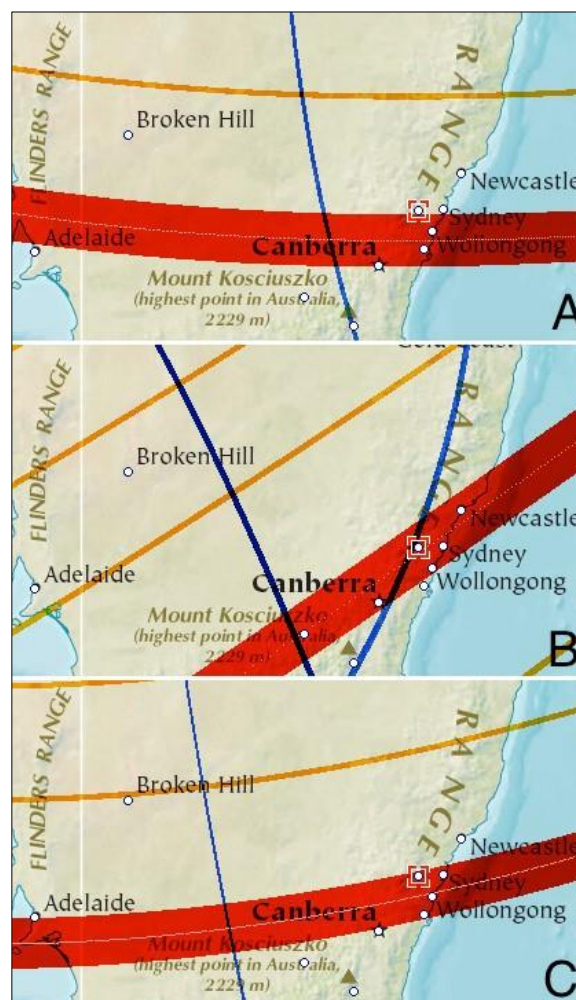 FLINDERS RANGE
RANGE
Broken Hill
Newcastle
Sydney
Adelaide
Canberra
Wollongong
Mount Kosciuszko
(highest point in Australia,
2229 m)
A
FLINDERS RANGE
RANGE
Broken Hill
Newcastle
Sydney
Adelaide
Canberra
Wollongong
Mount Kosciuszko
(highest point in Australia,
2229 m)
B
FLINDERS RANGE
RANGE
Broken Hill
Newcastle
Sydney
Adelaide
Canberra
Wollongong
Mount Kosciuszko
(highest point in Australia,
2229 m)
C